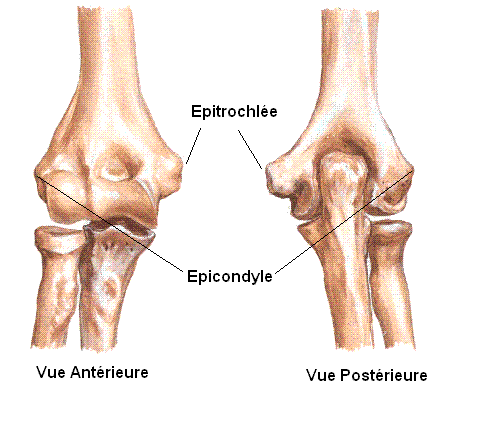 Epitrochlée
Epicondyle
Vue Antérieure
Vue Postérieure